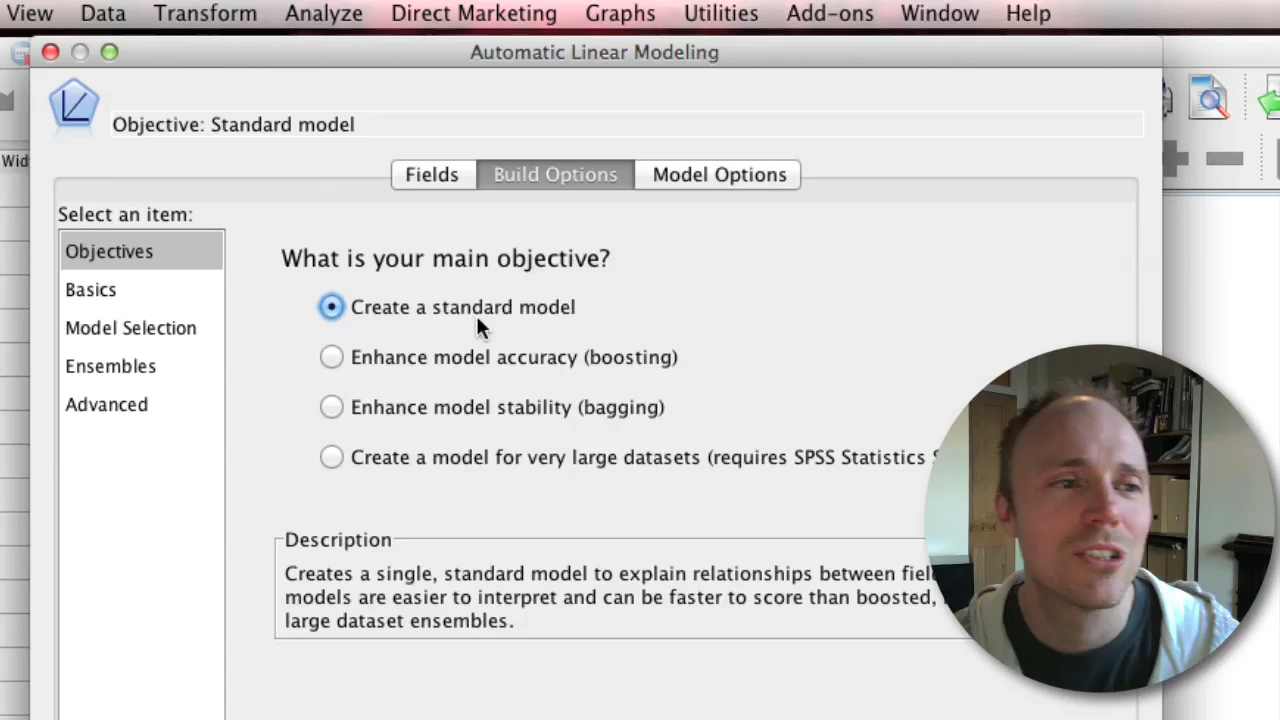 View Data Transform Analyze Direct Marketing Graphs Utilities Add-ons Window Help
Automatic Linear Modeling
Objective: Standard model
Fields Build Options Model Options
Select an item:
Objectives
Basics
Model Selection
Ensembles
Advanced
What is your main objective?
Create a standard model
Enhance model accuracy (boosting)
Enhance model stability (bagging)
Create a model for very large datasets (requires SPSS Statistics
Description
Creates a single, standard model to explain relationships between
models are easier to interpret and can be faster to score than boosted,
large dataset ensembles.